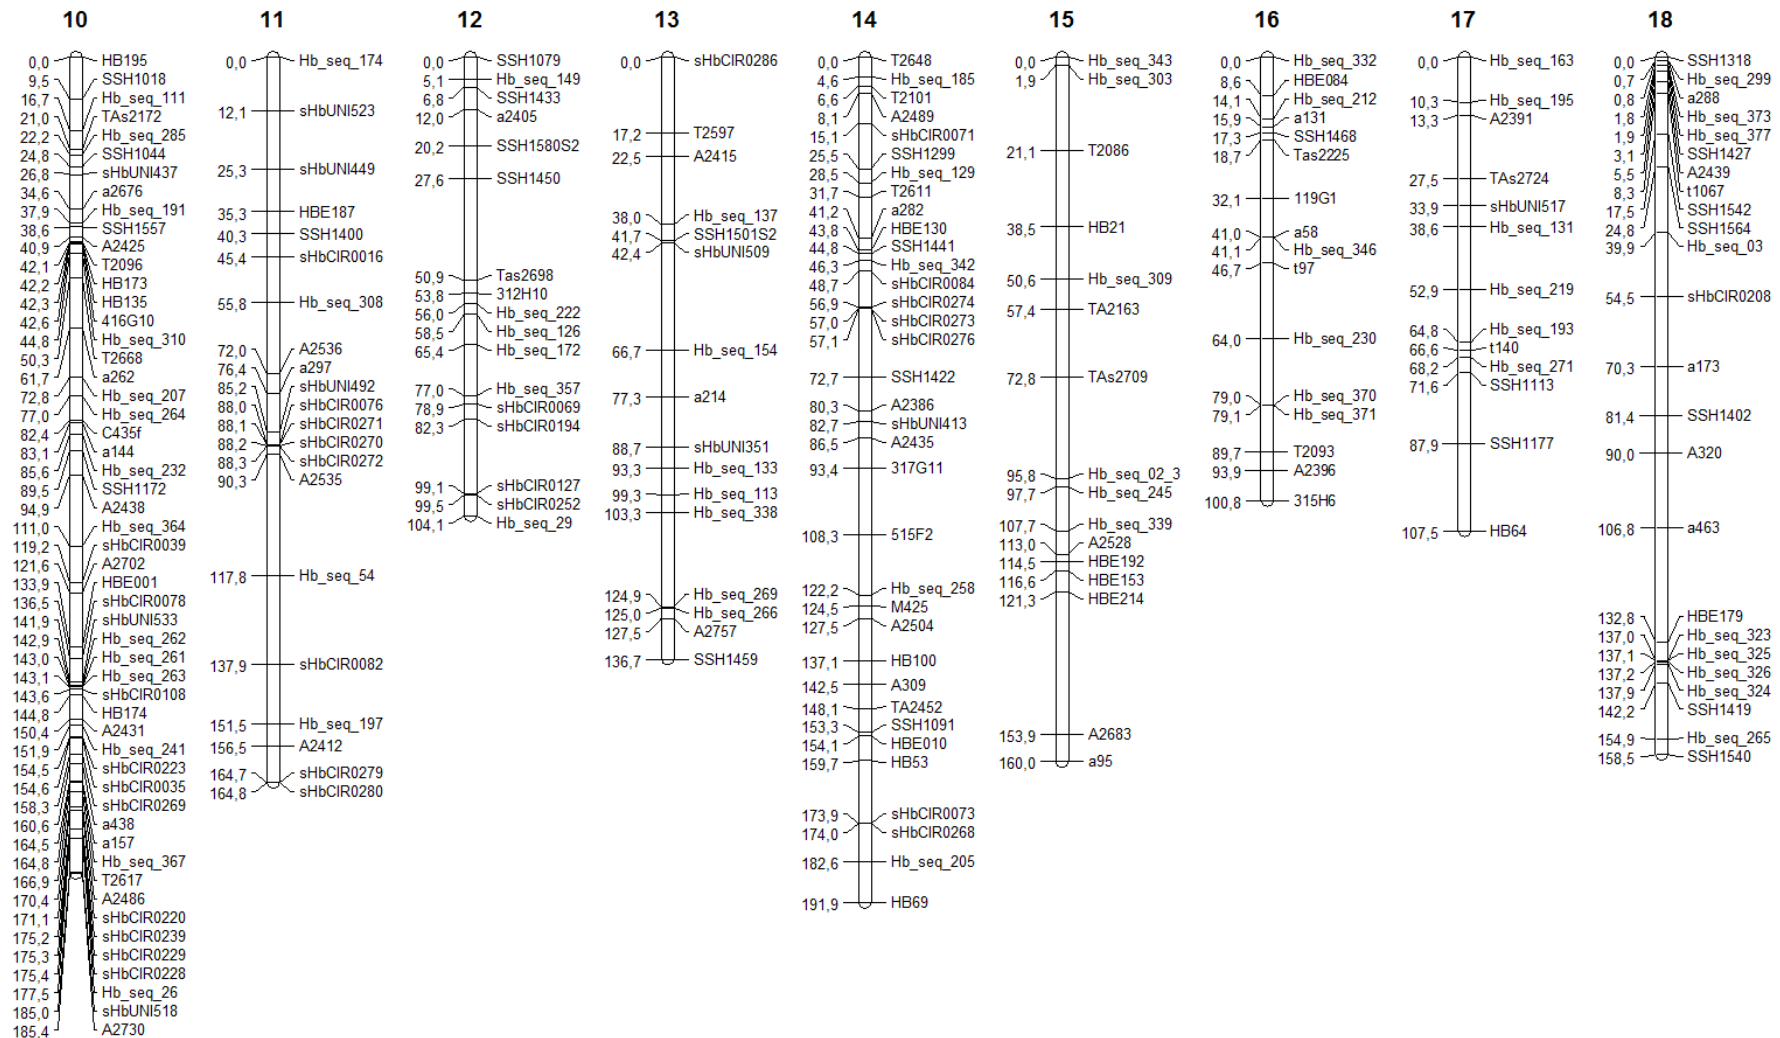 10
0,0 HB195
9,5 SSH1018
16,7 Hb_seq_111
21,0 TAs2172
22,2 Hb_seq_285
24,8 SSH1044
26,8 sHbUNI437
34,6 a2676
37,9 Hb_seq_191
38,6 SSH1557
40,9 A2425
42,1 T2096
42,2 HB173
42,3 HB135
42,6 416G10
44,8 Hb_seq_310
50,3 T2668
61,7 a262
72,8 Hb_seq_207
77,0 Hb_seq_264
82,4 C435f
83,1 a144
85,6 Hb_seq_232
89,5 SSH1172
94,9 A2438
111,0 Hb_seq_364
119,2 sHbCIR0039
121,6 A2702
133,9 HBE001
136,5 sHbCIR0078
141,9 sHbUNI533
142,9 Hb_seq_262
143,0 Hb_seq_261
143,1 Hb_seq_263
143,6 sHbCIR0108
144,8 HB174
150,4 A2431
151,9 Hb_seq_241
154,5 sHbCIR0223
154,6 sHbCIR0035
158,3 sHbCIR0269
160,6 a438
164,5 a157
164,8 Hb_seq_367
166,9 T2617
170,4 A2486
171,1 sHbCIR0220
175,2 sHbCIR0239
175,3 sHbCIR0229
175,4 sHbCIR0228
177,5 Hb_seq_26
185,0 sHbUNI518
185,4 A2730
11
0,0 Hb_seq_174
12,1 sHbUNI523
25,3 sHbUNI449
35,3 HBE187
40,3 SSH1400
45,4 sHbCIR0016
55,8 Hb_seq_308
72,0 A2536
76,4 a297
85,2 sHbUNI492
88,0 sHbCIR0076
88,1 sHbCIR0271
88,2 sHbCIR0270
88,3 sHbCIR0272
90,3 A2535
117,8 Hb_seq_54
137,9 sHbCIR0082
151,5 Hb_seq_197
156,5 A2412
164,7 sHbCIR0279
164,8 sHbCIR0280
12
0,0 SSH1079
5,1 Hb_seq_149
6,8 SSH1433
12,0 a2405
20,2 SSH1580S2
27,6 SSH1450
50,9 Tas2698
53,8 312H10
56,0 Hb_seq_222
58,5 Hb_seq_126
65,4 Hb_seq_172
77,0 Hb_seq_357
78,9 sHbCIR0069
82,3 sHbCIR0194
99,1 sHbCIR0127
99,5 sHbCIR0252
104,1 Hb_seq_29
13
0,0 sHbCIR0286
17,2 T2597
22,5 A2415
38,0 Hb_seq_137
41,7 SSH1501S2
42,4 sHbUNI509
66,7 Hb_seq_154
77,3 a214
88,7 sHbUNI351
93,3 Hb_seq_133
99,3 Hb_seq_113
103,3 Hb_seq_338
124,9 Hb_seq_269
125,0 Hb_seq_266
127,5 A2757
136,7 SSH1459
14
0,0 T2648
4,6 Hb_seq_185
6,6 T2101
8,1 A2489
15,1 sHbCIR0071
25,5 SSH1299
28,5 Hb_seq_129
31,7 T2611
41,2 a282
43,8 HBE130
44,8 SSH1441
46,3 Hb_seq_342
48,7 sHbCIR0084
56,9 sHbCIR0274
57,0 sHbCIR0273
57,1 sHbCIR0276
72,7 SSH1422
80,3 A2386
82,7 sHbUNI413
86,5 A2435
93,4 317G11
108,3 515F2
122,2 Hb_seq_258
124,5 M425
127,5 A2504
137,1 HB100
142,5 A309
148,1 TA2452
153,3 SSH1091
154,1 HBE010
159,7 HB53
173,9 sHbCIR0073
174,0 sHbCIR0268
182,6 Hb_seq_205
191,9 HB69
15
0,0 Hb_seq_343
1,9 Hb_seq_303
21,1 T2086
38,5 HB21
50,6 Hb_seq_309
57,4 TA2163
72,8 TAs2709
95,8 Hb_seq_02_3
97,7 Hb_seq_245
107,7 Hb_seq_339
113,0 A2528
114,5 HBE192
116,6 HBE153
121,3 HBE214
153,9 A2683
160,0 a95
16
0,0 Hb_seq_332
8,6 HBE084
14,1 Hb_seq_212
15,9 a131
17,3 SSH1468
18,7 Tas2225
32,1 119G1
41,0 a58
41,1 Hb_seq_346
46,7 t97
64,0 Hb_seq_230
79,0 Hb_seq_370
79,1 Hb_seq_371
89,7 T2093
93,9 A2396
100,8 315H6
17
0,0 Hb_seq_163
10,3 Hb_seq_195
13,3 A2391
27,5 TAs2724
33,9 sHbUNI517
38,6 Hb_seq_131
52,9 Hb_seq_219
64,8 Hb_seq_193
66,6 t140
68,2 Hb_seq_271
71,6 SSH1113
87,9 SSH1177
107,5 HB64
18
0,0 SSH1318
0,7 Hb_seq_299
0,8 a288
1,8 Hb_seq_373
1,9 Hb_seq_377
3,1 SSH1427
5,5 A2439
8,3 t1067
17,5 SSH1542
24,8 SSH1564
39,9 Hb_seq_03
54,5 sHbCIR0208
70,3 a173
81,4 SSH1402
90,0 A320
106,8 a463
132,8 HBE179
137,0 Hb_seq_323
137,1 Hb_seq_325
137,2 Hb_seq_326
137,9 Hb_seq_324
142,2 SSH1419
154,9 Hb_seq_265
158,5 SSH1540